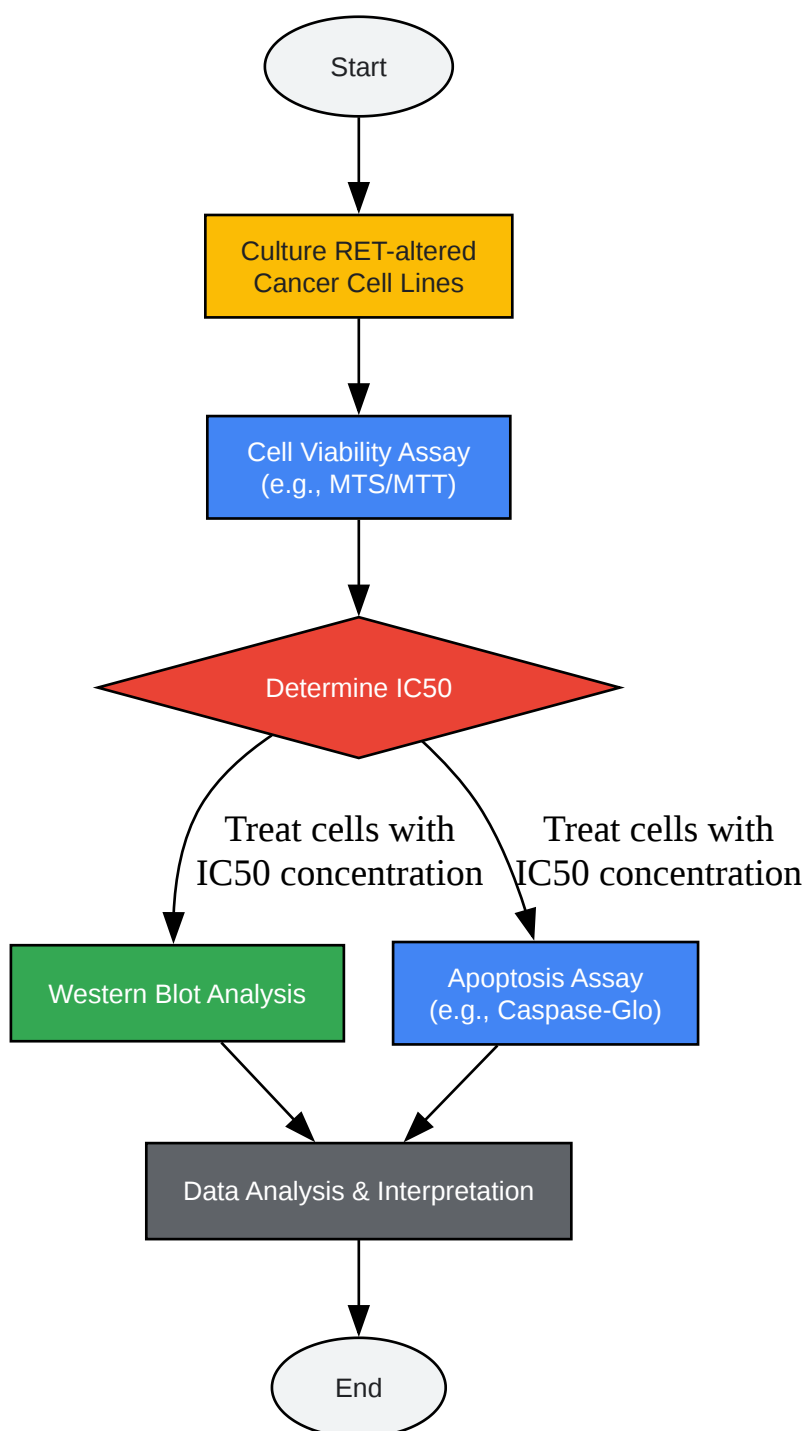 Start
Culture RET-altered
Cancer Cell Lines
Cell Viability Assay
(e.g., MTS/MTT)
Determine IC50
Treat cells with
IC50 concentration
Treat cells with
IC50 concentration
Western Blot Analysis
Apoptosis Assay
(e.g., Caspase-Glo)
Data Analysis & Interpretation
End